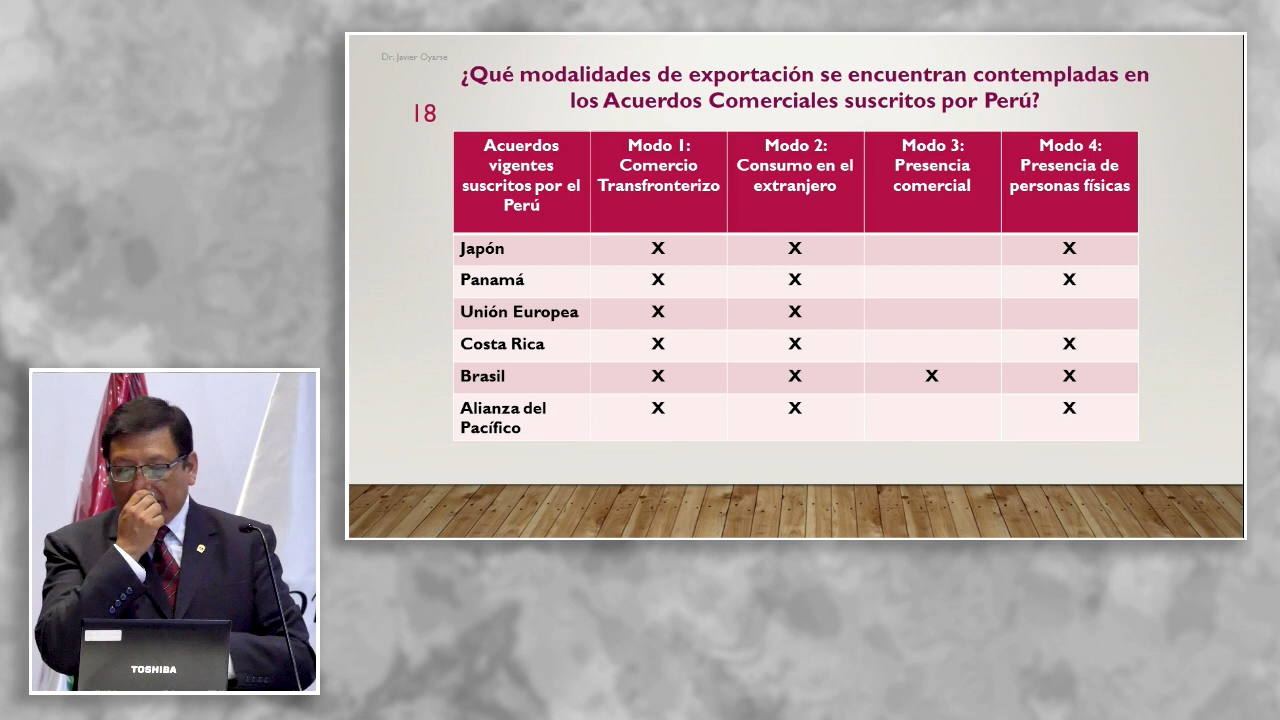 Dr. Javier Oyarse
¿Qué modalidades de exportación se encuentran contempladas en
los Acuerdos Comerciales suscritos por Perú?
18
Acuerdos vigentes suscritos por el Perú | Modo 1: Comercio Transfronterizo | Modo 2: Consumo en el extranjero | Modo 3: Presencia comercial | Modo 4: Presencia de personas físicas
Japón X X X
Panamá X X X
Unión Europea X X
Costa Rica X X X
Brasil X X X X
Alianza del Pacífico X X X
TOSHIBA